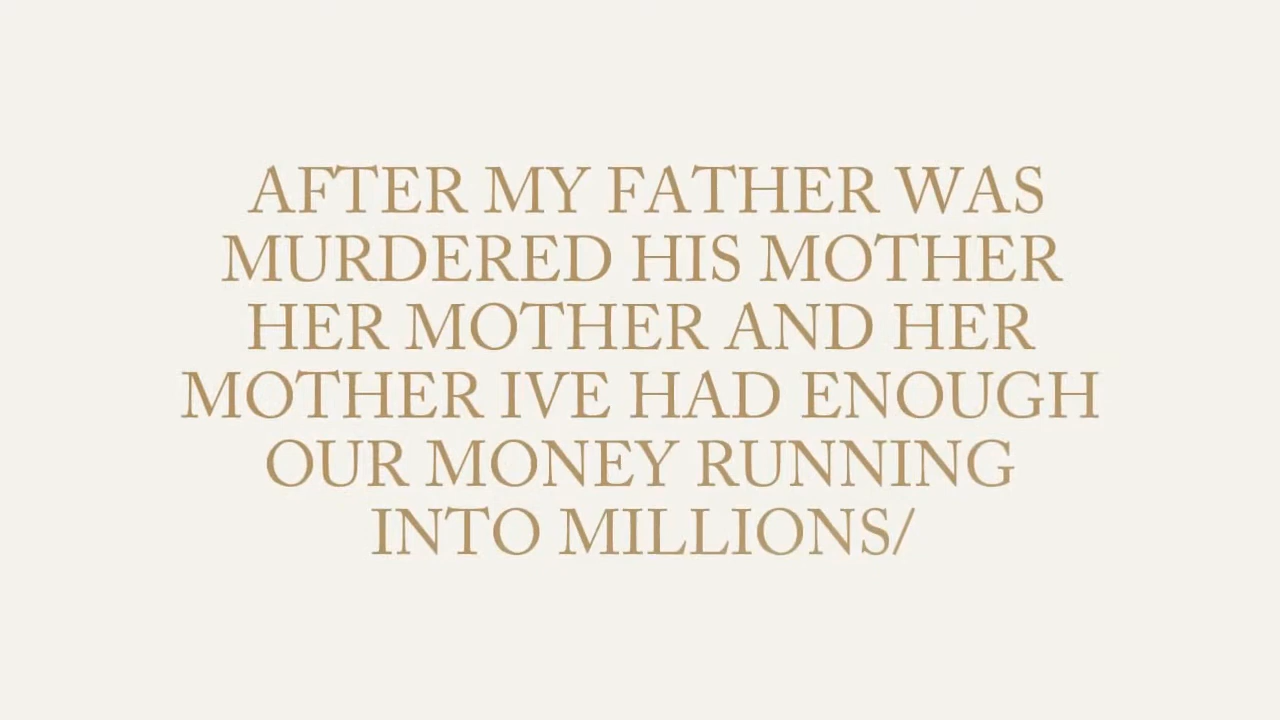 AFTER MY FATHER WAS
MURDERED HIS MOTHER
HER MOTHER AND HER
MOTHER IVE HAD ENOUGH
OUR MONEY RUNNING
INTO MILLIONS/